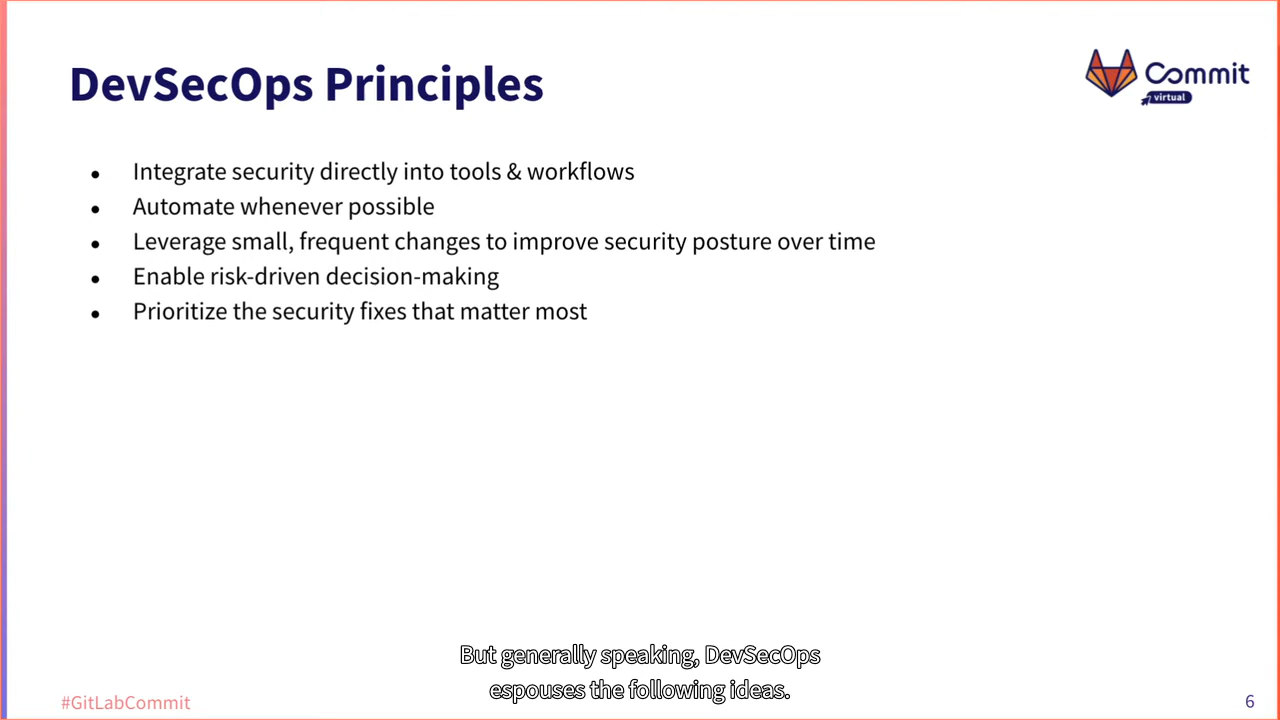 DevSecOps Principles
Commit
virtual
• Integrate security directly into tools & workflows
• Automate whenever possible
• Leverage small, frequent changes to improve security posture over time
• Enable risk-driven decision-making
• Prioritize the security fixes that matter most
But generally speaking, DevSecOps
espouses the following ideas.
#GitLabCommit
6